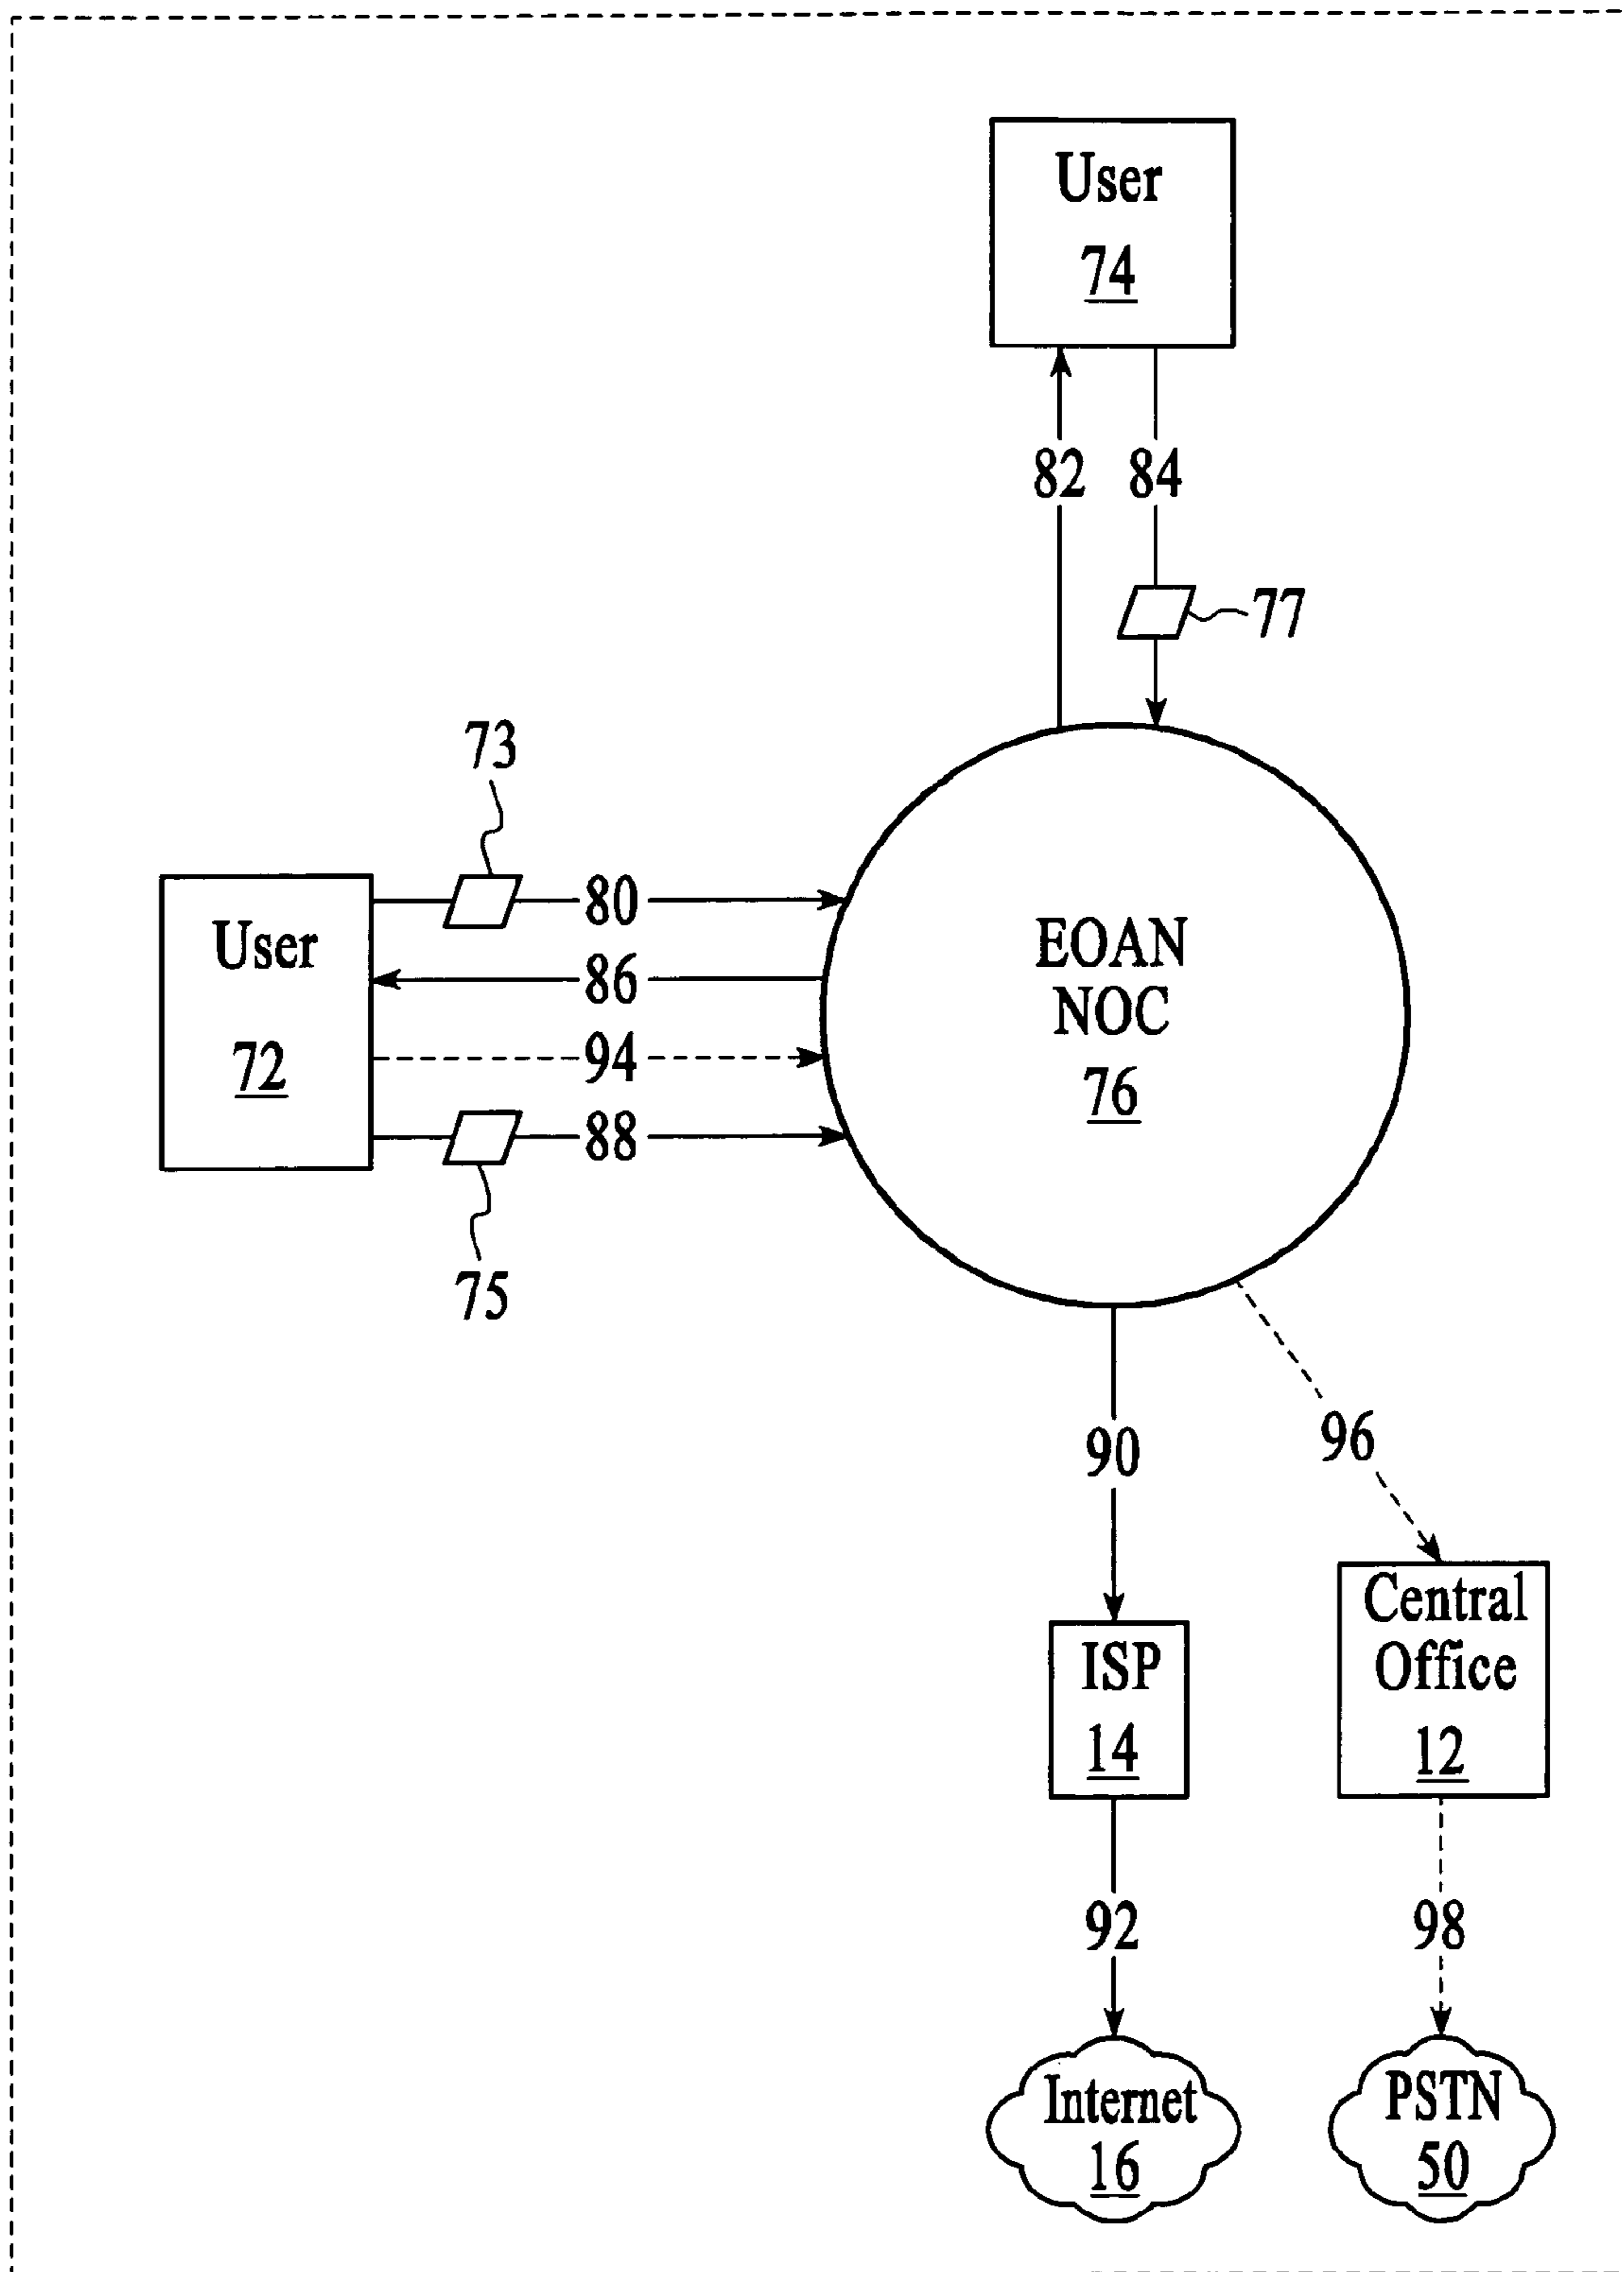 User
74
82
84
77
73
80
User
EOAN
86
NOC
94
72
76
88
75
90
96
Central
ISP
Office
14
12
92
98
Internet
PSTN
16
50